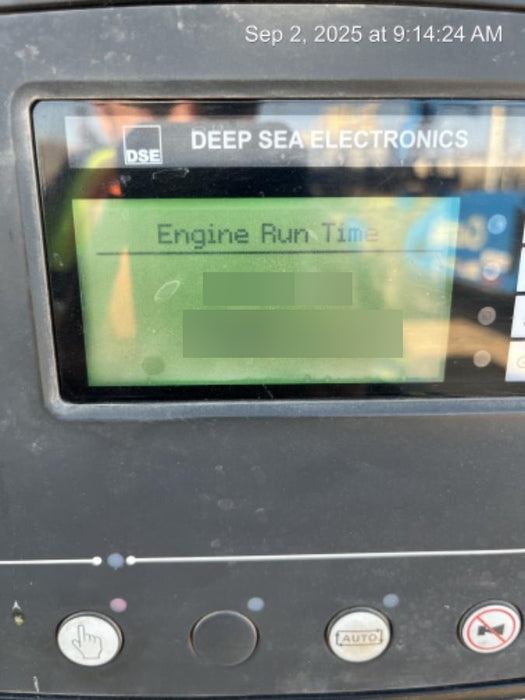 Sep 2, 2025 at 9:14:24 AM
DSE
DEEP SEA ELECTRONICS
Engine Run Time
AUTO